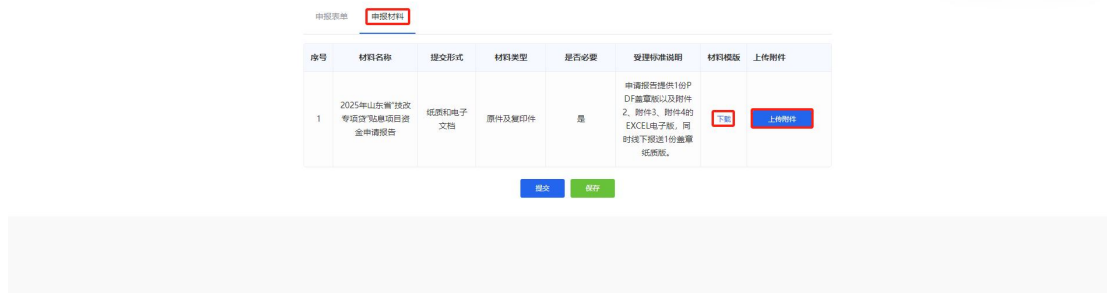 申报表单 申报材料
序号 材料名称 提交形式 材料类型 是否必要 受理标准说明 材料模版 上传附件
1 2025年山东省“技改专项贷”贴息项目资金申请报告 纸质和电子文档 原件及复印件 是 申请报告提供1份PDF盖章版以及附件2、附件3、附件4的EXCEL电子版，同时线下报送1份盖章纸质版。 下载 上传附件
提交 保存